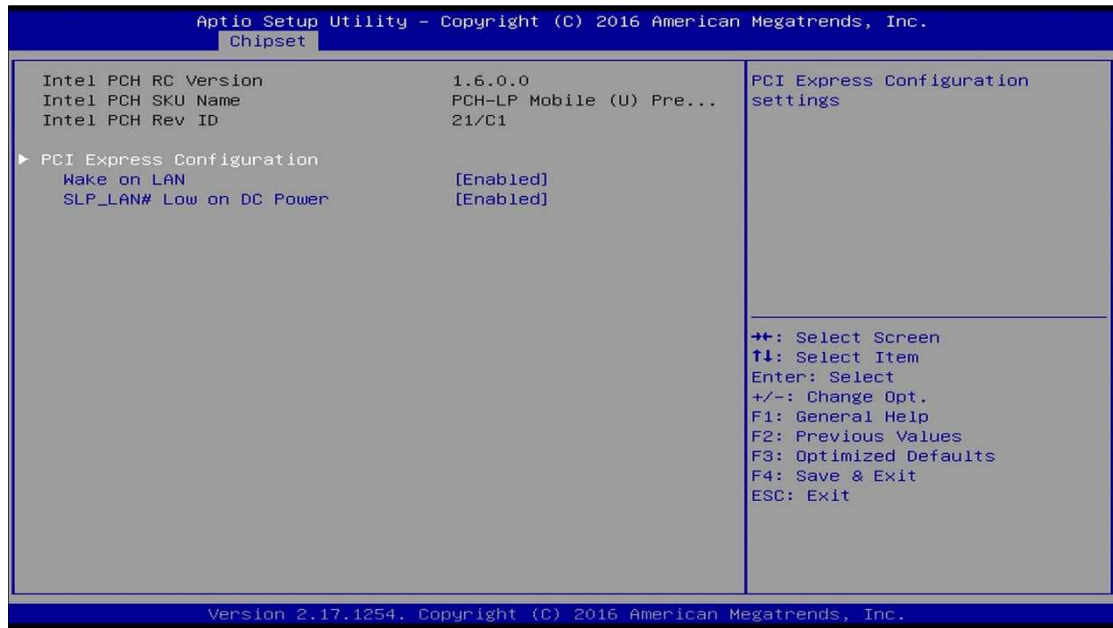 Aptio Setup Utility – Copyright (C) 2016 American Megatrends, Inc.
Chipset
Intel PCH RC Version 1.6.0.0
Intel PCH SKU Name PCH-LP Mobile (U) Pre...
Intel PCH Rev ID 21/C1
► PCI Express Configuration
Wake on LAN [Enabled]
SLP_LAN# Low on DC Power [Enabled]
PCI Express Configuration
settings
→←: Select Screen
↑↓: Select Item
Enter: Select
+/-: Change Opt.
F1: General Help
F2: Previous Values
F3: Optimized Defaults
F4: Save & Exit
ESC: Exit
Version 2.17.1254. Copyright (C) 2016 American Megatrends, Inc.